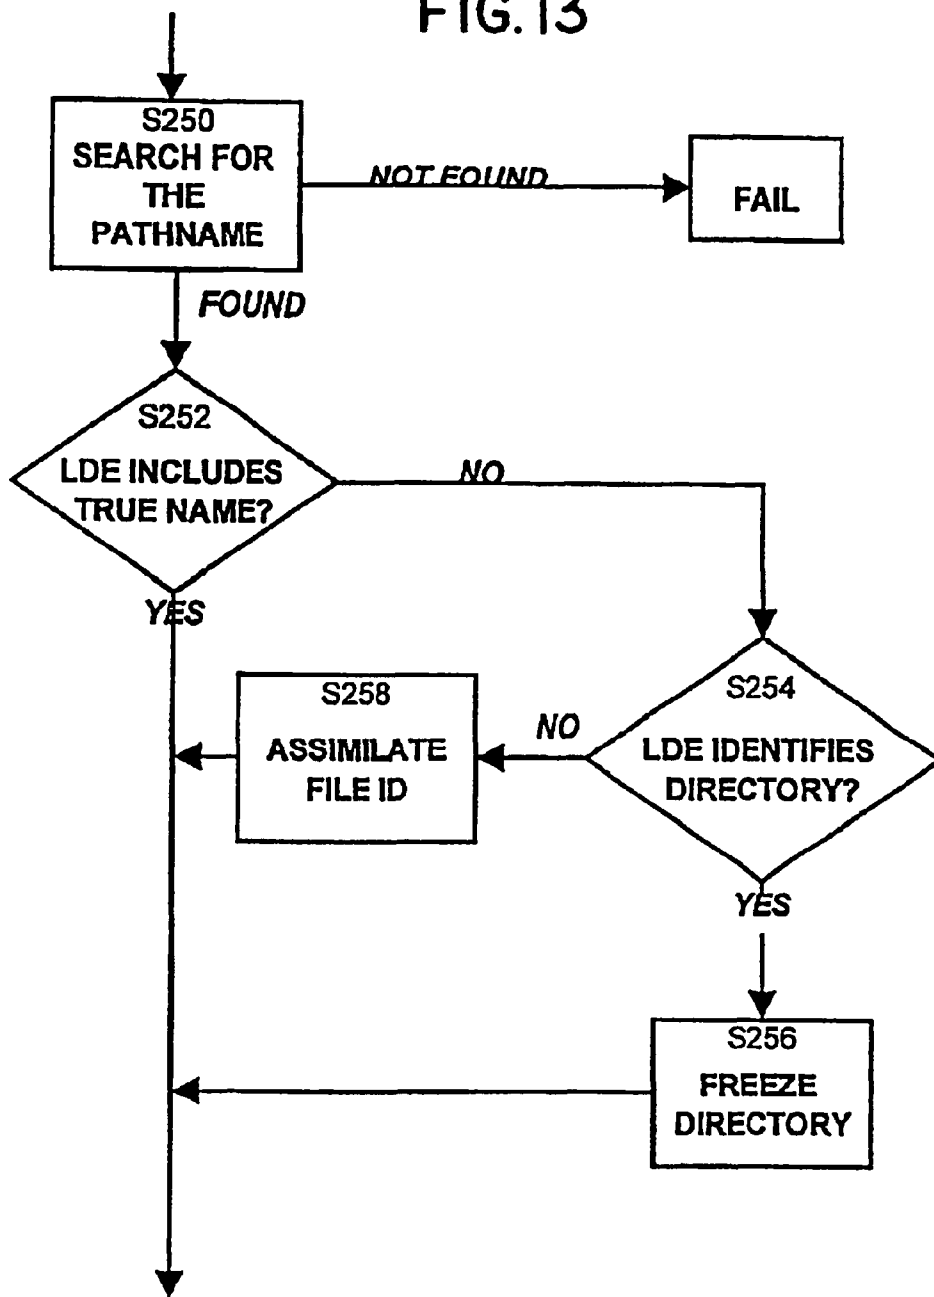 FIG. 13
S250
SEARCH FOR
THE
PATHNAME
NOT FOUND
FAIL
FOUND
S252
LDE INCLUDES
TRUE NAME?
NO
YES
S254
LDE IDENTIFIES
DIRECTORY?
NO
S258
ASSIMILATE
FILE ID
YES
S256
FREEZE
DIRECTORY